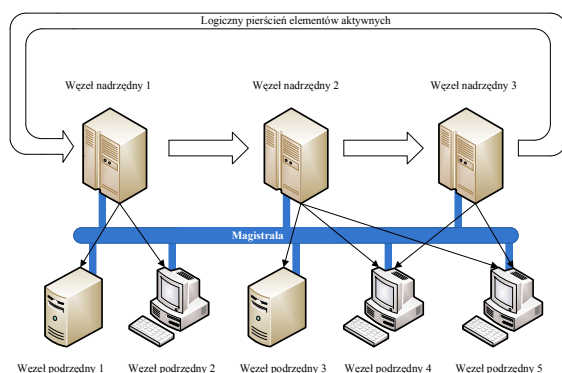 Logiczny pierścień elementów aktywnych
Węzeł nadrzędny 1
Węzeł nadrzędny 2
Węzeł nadrzędny 3
Magistrala
Węzeł podrzędny 1
Węzeł podrzędny 2
Węzeł podrzędny 3
Węzeł podrzędny 4
Węzeł podrzędny 5